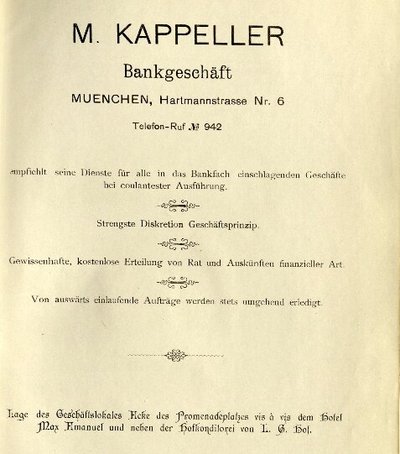 M. KAPPELLER
Bankgeschäft
MUENCHEN, Hartmannstrasse Nr. 6
Telefon-Ruf № 942
empfiehlt seine Dienste für alle in das Bankfach einschlagenden Geschäfte
bei coulantester Ausführung.
Strengste Diskretion Geschäftsprinzip.
Gewissenhafte, kostenlose Erteilung von Rat und Auskünften finanzieller Art.
Von auswärts einlaufende Aufträge werden stets umgehend erledigt.
Lage des Geschäftslokales Ecke des Promenadeplatzes vis à vis dem Hotel
Max Emanuel und neben der Hofkonditorei von L. G. Hof.